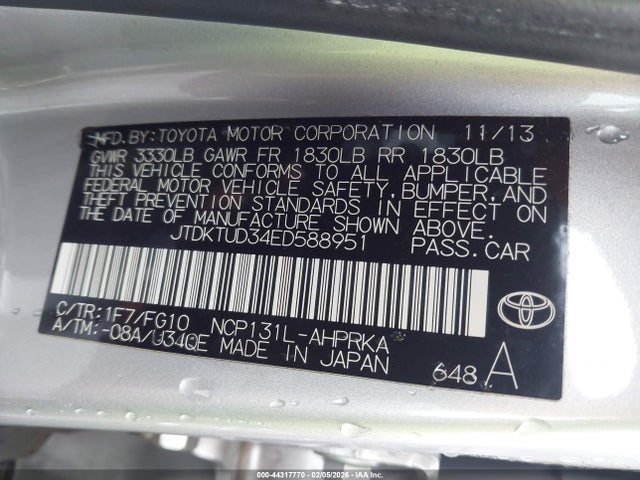 MFD.BY:TOYOTA MOTOR CORPORATION 11/13
GVWR 3330LB GAWR FR 1830LB RR 1830LB
THIS VEHICLE CONFORMS TO ALL APPLICABLE
FEDERAL MOTOR VEHICLE SAFETY,BUMPER,AND
THEFT PREVENTION STANDARDS IN EFFECT ON
THE DATE OF MANUFACTURE SHOWN ABOVE.
JTDKTUD34ED588951 PASS.CAR
C/TR:1F7/FG10 NCP131L-AHPRKA
A/TM:-08A/U340E MADE IN JAPAN
648 A
000-44317770 - 02/05/2026 - IAAI.COM